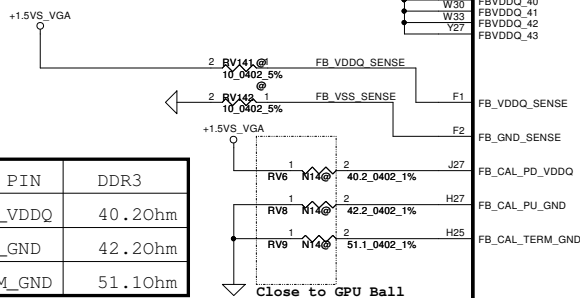 W30 FBVDDQ_40
W33 FBVDDQ_41
Y27 FBVDDQ_42
FBVDDQ_43
+1.5VS_VGA
2 RV141 @ 1 FB_VDDQ_SENSE
10_0402_5%
@
2 RV142 1 FB_VSS_SENSE
10_0402_5%
F1 FB_VDDQ_SENSE
F2 FB_GND_SENSE
+1.5VS_VGA
1 2 J27 FB_CAL_PD_VDDQ
RV6 N14@ 40.2_0402_1%
1 2 H27 FB_CAL_PU_GND
RV8 N14@ 42.2_0402_1%
1 2 H25 FB_CAL_TERM_GND
RV9 N14@ 51.1_0402_1%
Close to GPU Ball
PIN DDR3
_VDDQ 40.2Ohm
_GND 42.2Ohm
M_GND 51.1Ohm